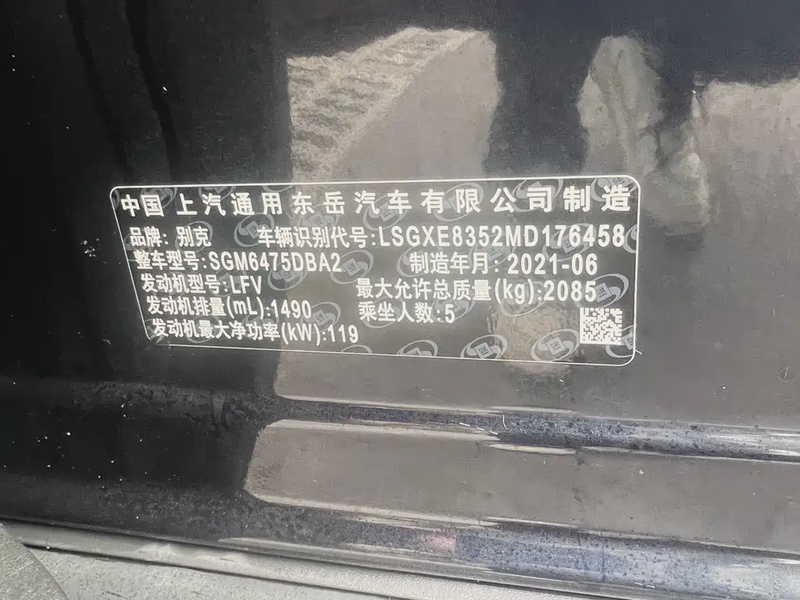 中国 上汽通用东岳汽车有限公司制造
品牌: 别克 车辆识别代号:LSGXE8352MD176458
整车型号:SGM6475DBA2 制造年月: 2021-06
发动机型号:LFV 最大允许总质量(kg):2085
发动机排量(mL):1490 乘坐人数:5
发动机最大净功率(kW):119